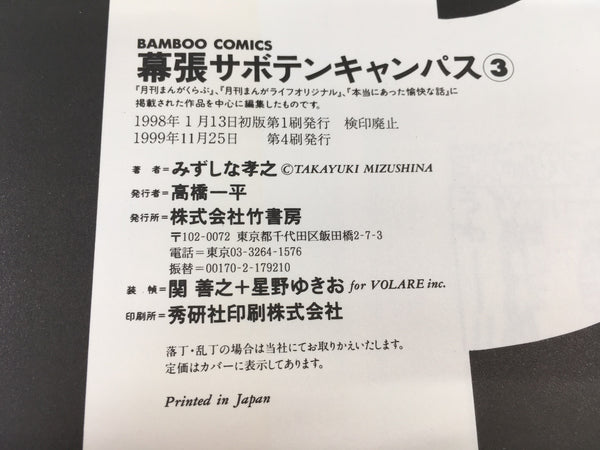 BAMBOO COMICS
幕張サボテンキャンパス③
『月刊まんがくらぶ』、『月刊まんがライフオリジナル』、『本当にあった愉快な話』に
掲載された作品を中心に編集したものです。
1998年1月13日初版第1刷発行 検印廃止
1999年11月25日 第4刷発行
著者=みずしな孝之©TAKAYUKI MIZUSHINA
発行者=高橋一平
発行所=株式会社竹書房
〒102-0072 東京都千代田区飯田橋2-7-3
電話=東京03-3264-1576
振替=00170-2-179210
装幀=関 善之+星野ゆきお for VOLARE inc.
印刷所=秀研社印刷株式会社
落丁・乱丁の場合は当社にてお取りかえいたします。
定価はカバーに表示してあります。
Printed in Japan